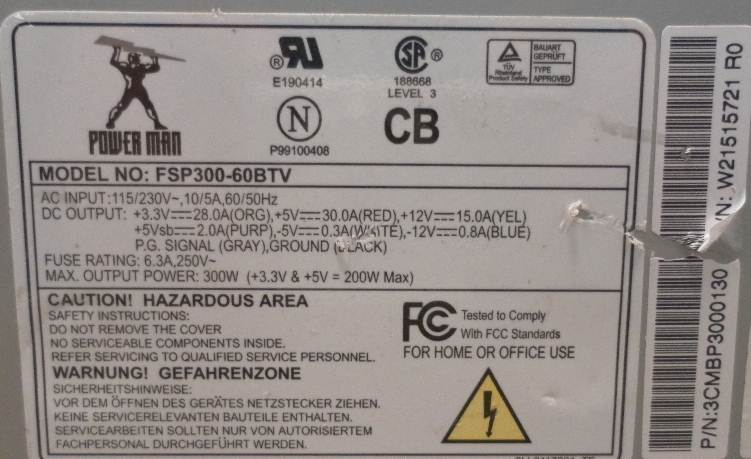 POWER MAN
R
E190414
N
P99100408
SA
188668
LEVEL 3
CB
TÜV
Rheinland
Product Safety
BAUART
GEPRÜFT
TYPE
APPROVED
MODEL NO: FSP300-60BTV
AC INPUT:115/230V~,10/5A,60/50Hz
DC OUTPUT: +3.3V⎓28.0A(ORG),+5V⎓30.0A(RED),+12V⎓15.0A(YEL)
+5Vsb⎓2.0A(PURP),-5V⎓0.3A(WHITE),-12V⎓0.8A(BLUE)
P.G. SIGNAL (GRAY),GROUND (BLACK)
FUSE RATING: 6.3A,250V~
MAX. OUTPUT POWER: 300W (+3.3V & +5V = 200W Max)
CAUTION! HAZARDOUS AREA
SAFETY INSTRUCTIONS:
DO NOT REMOVE THE COVER
NO SERVICEABLE COMPONENTS INSIDE.
REFER SERVICING TO QUALIFIED SERVICE PERSONNEL.
WARNUNG! GEFAHRENZONE
SICHERHEITSHINWEISE:
VOR DEM ÖFFNEN DES GERÄTES NETZSTECKER ZIEHEN.
KEINE SERVICERELEVANTEN BAUTEILE ENTHALTEN.
SERVICEARBEITEN SOLLTEN NUR VON AUTORISIERTEM
FACHPERSONAL DURCHGEFÜHRT WERDEN.
FC Tested to Comply
With FCC Standards
FOR HOME OR OFFICE USE
P/N:3CMBP3000130
/N: W21515721 R0